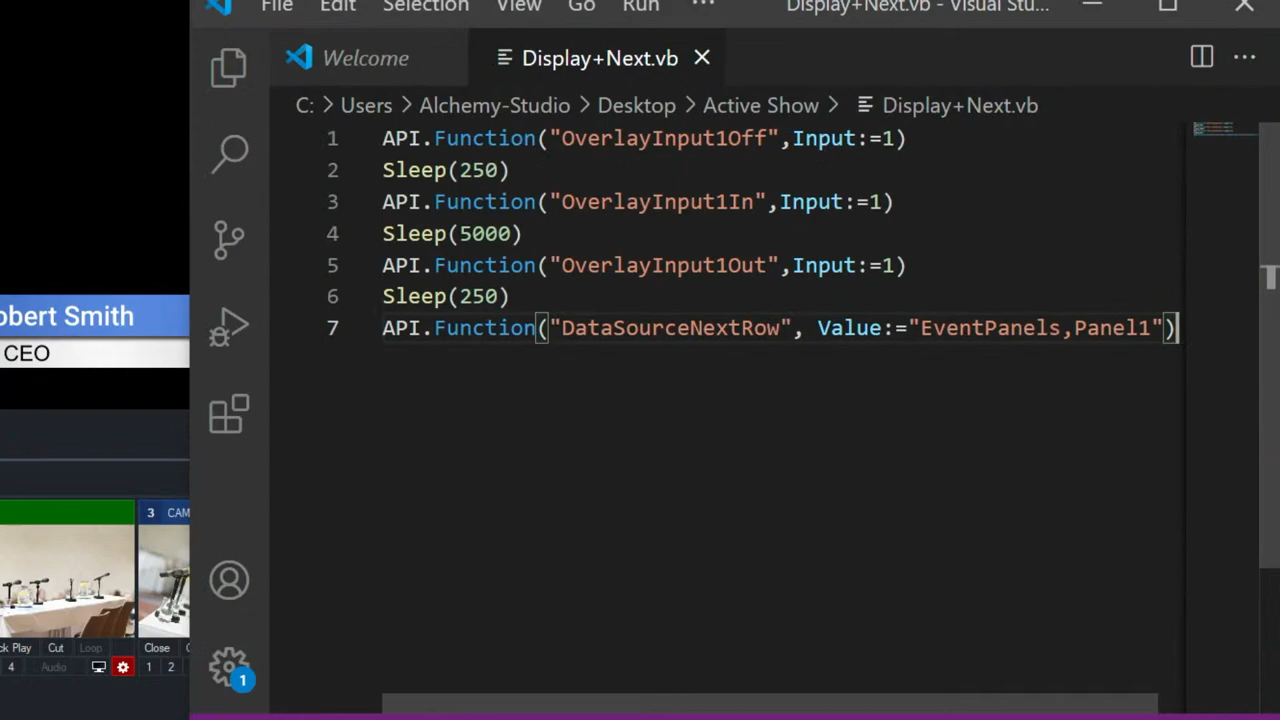 File Edit Selection View Go Run ··· Display+Next.vb - Visual Stu...
Welcome Display+Next.vb
C: > Users > Alchemy-Studio > Desktop > Active Show > Display+Next.vb
1 API.Function("OverlayInput1Off",Input:=1)
2 Sleep(250)
3 API.Function("OverlayInput1In",Input:=1)
4 Sleep(5000)
5 API.Function("OverlayInput1Out",Input:=1)
6 Sleep(250)
7 API.Function("DataSourceNextRow", Value:="EventPanels,Panel1")
obert Smith
CEO
3 CAM
ck Play Cut Loop Close
4 Audio 1 2
1